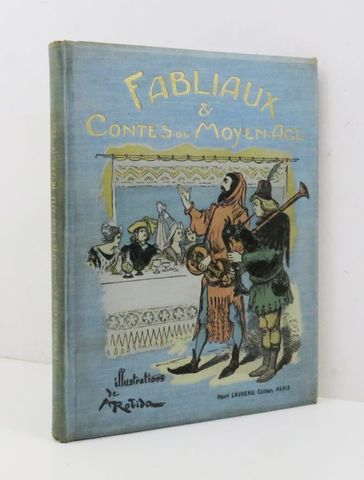 FABLIAUX
&
CONTES DU MOYEN-AGE
illustrations
de
A Robida
Henri LAURENS, Éditeur, PARIS